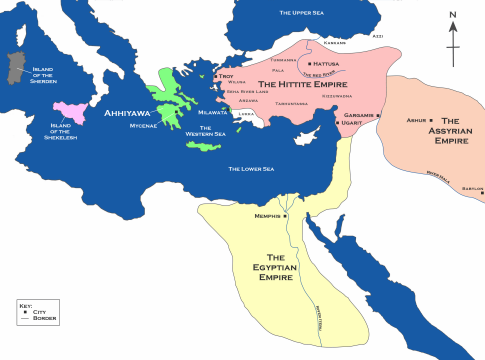 The Upper Sea
N
Azzi
Karkams
Tummanna
Pala
Hattusa
The Red River
Troy
Wilusa
The Hittite Empire
Seha River Land
Kizzuwadna
Arzawa
Tarhuntassa
Milawata
Lukka
Gargamis
Ugarit
Island
of the
Sherden
Ahhiyawa
Mycenae
Island
of the
Shekelesh
The
Western Sea
Ashur
The
Assyrian
Empire
Babylon
The Lower Sea
Memphis
The
Egyptian
Empire
Key:
City
Border